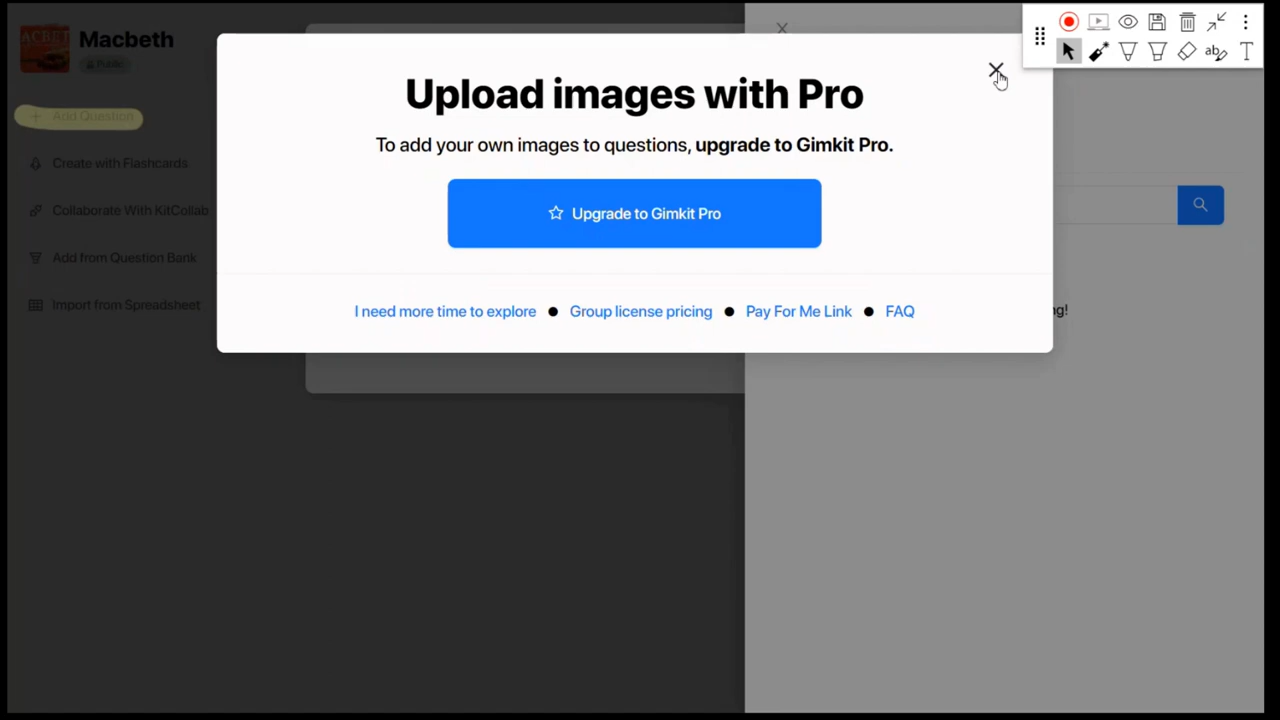 ACBET
Macbeth
Public
Add Question
Create with Flashcards
Collaborate With KitCollab
Add from Question Bank
Import from Spreadsheet
Upload images with Pro
To add your own images to questions, upgrade to Gimkit Pro.
Upgrade to Gimkit Pro
I need more time to explore ● Group license pricing ● Pay For Me Link ● FAQ
ng!
ab
T